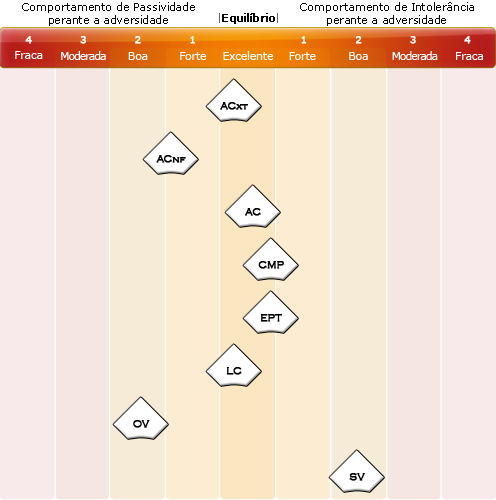 Comportamento de Passividade
perante a adversidade
|Equilíbrio|
Comportamento de Intolerância
perante a adversidade
4 3 2 1 1 2 3 4
Fraca Moderada Boa Forte Excelente Forte Boa Moderada Fraca
ACXT
ACNF
AC
CMP
EPT
LC
OV
SV